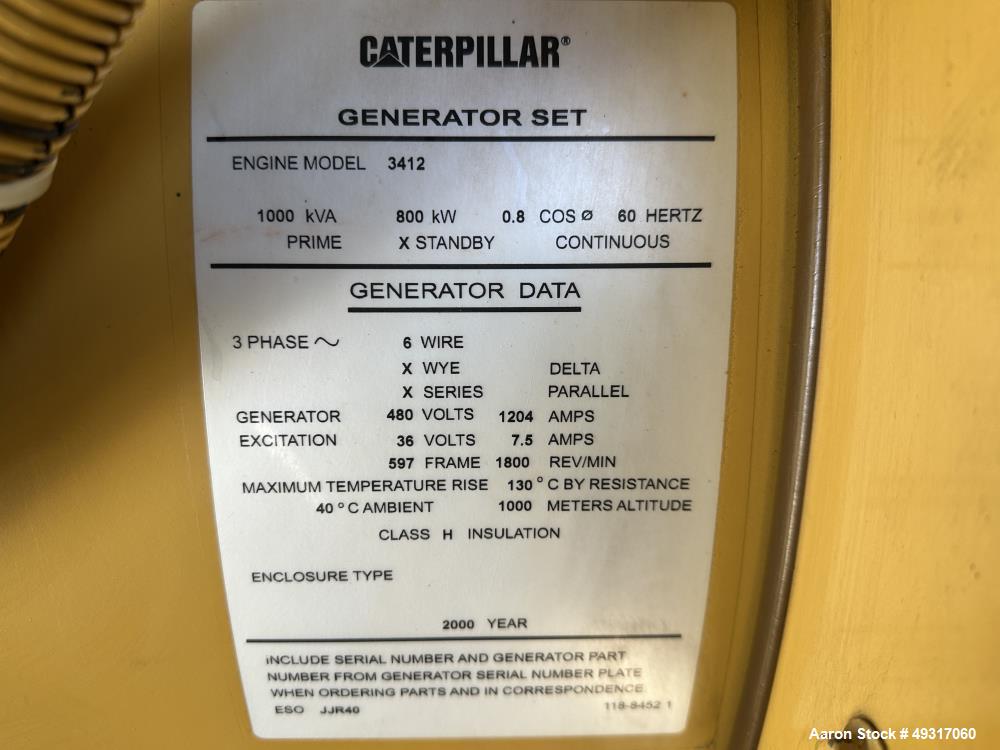 CATERPILLAR®
GENERATOR SET
ENGINE MODEL 3412
1000 kVA 800 kW 0.8 COS Ø 60 HERTZ
PRIME X STANDBY CONTINUOUS
GENERATOR DATA
3 PHASE ~ 6 WIRE
X WYE DELTA
X SERIES PARALLEL
GENERATOR 480 VOLTS 1204 AMPS
EXCITATION 36 VOLTS 7.5 AMPS
597 FRAME 1800 REV/MIN
MAXIMUM TEMPERATURE RISE 130 °C BY RESISTANCE
40 °C AMBIENT 1000 METERS ALTITUDE
CLASS H INSULATION
ENCLOSURE TYPE
2000 YEAR
INCLUDE SERIAL NUMBER AND GENERATOR PART
NUMBER FROM GENERATOR SERIAL NUMBER PLATE
WHEN ORDERING PARTS AND IN CORRESPONDENCE
ESO JJR40 118-8452 1
Aaron Stock # 49317060